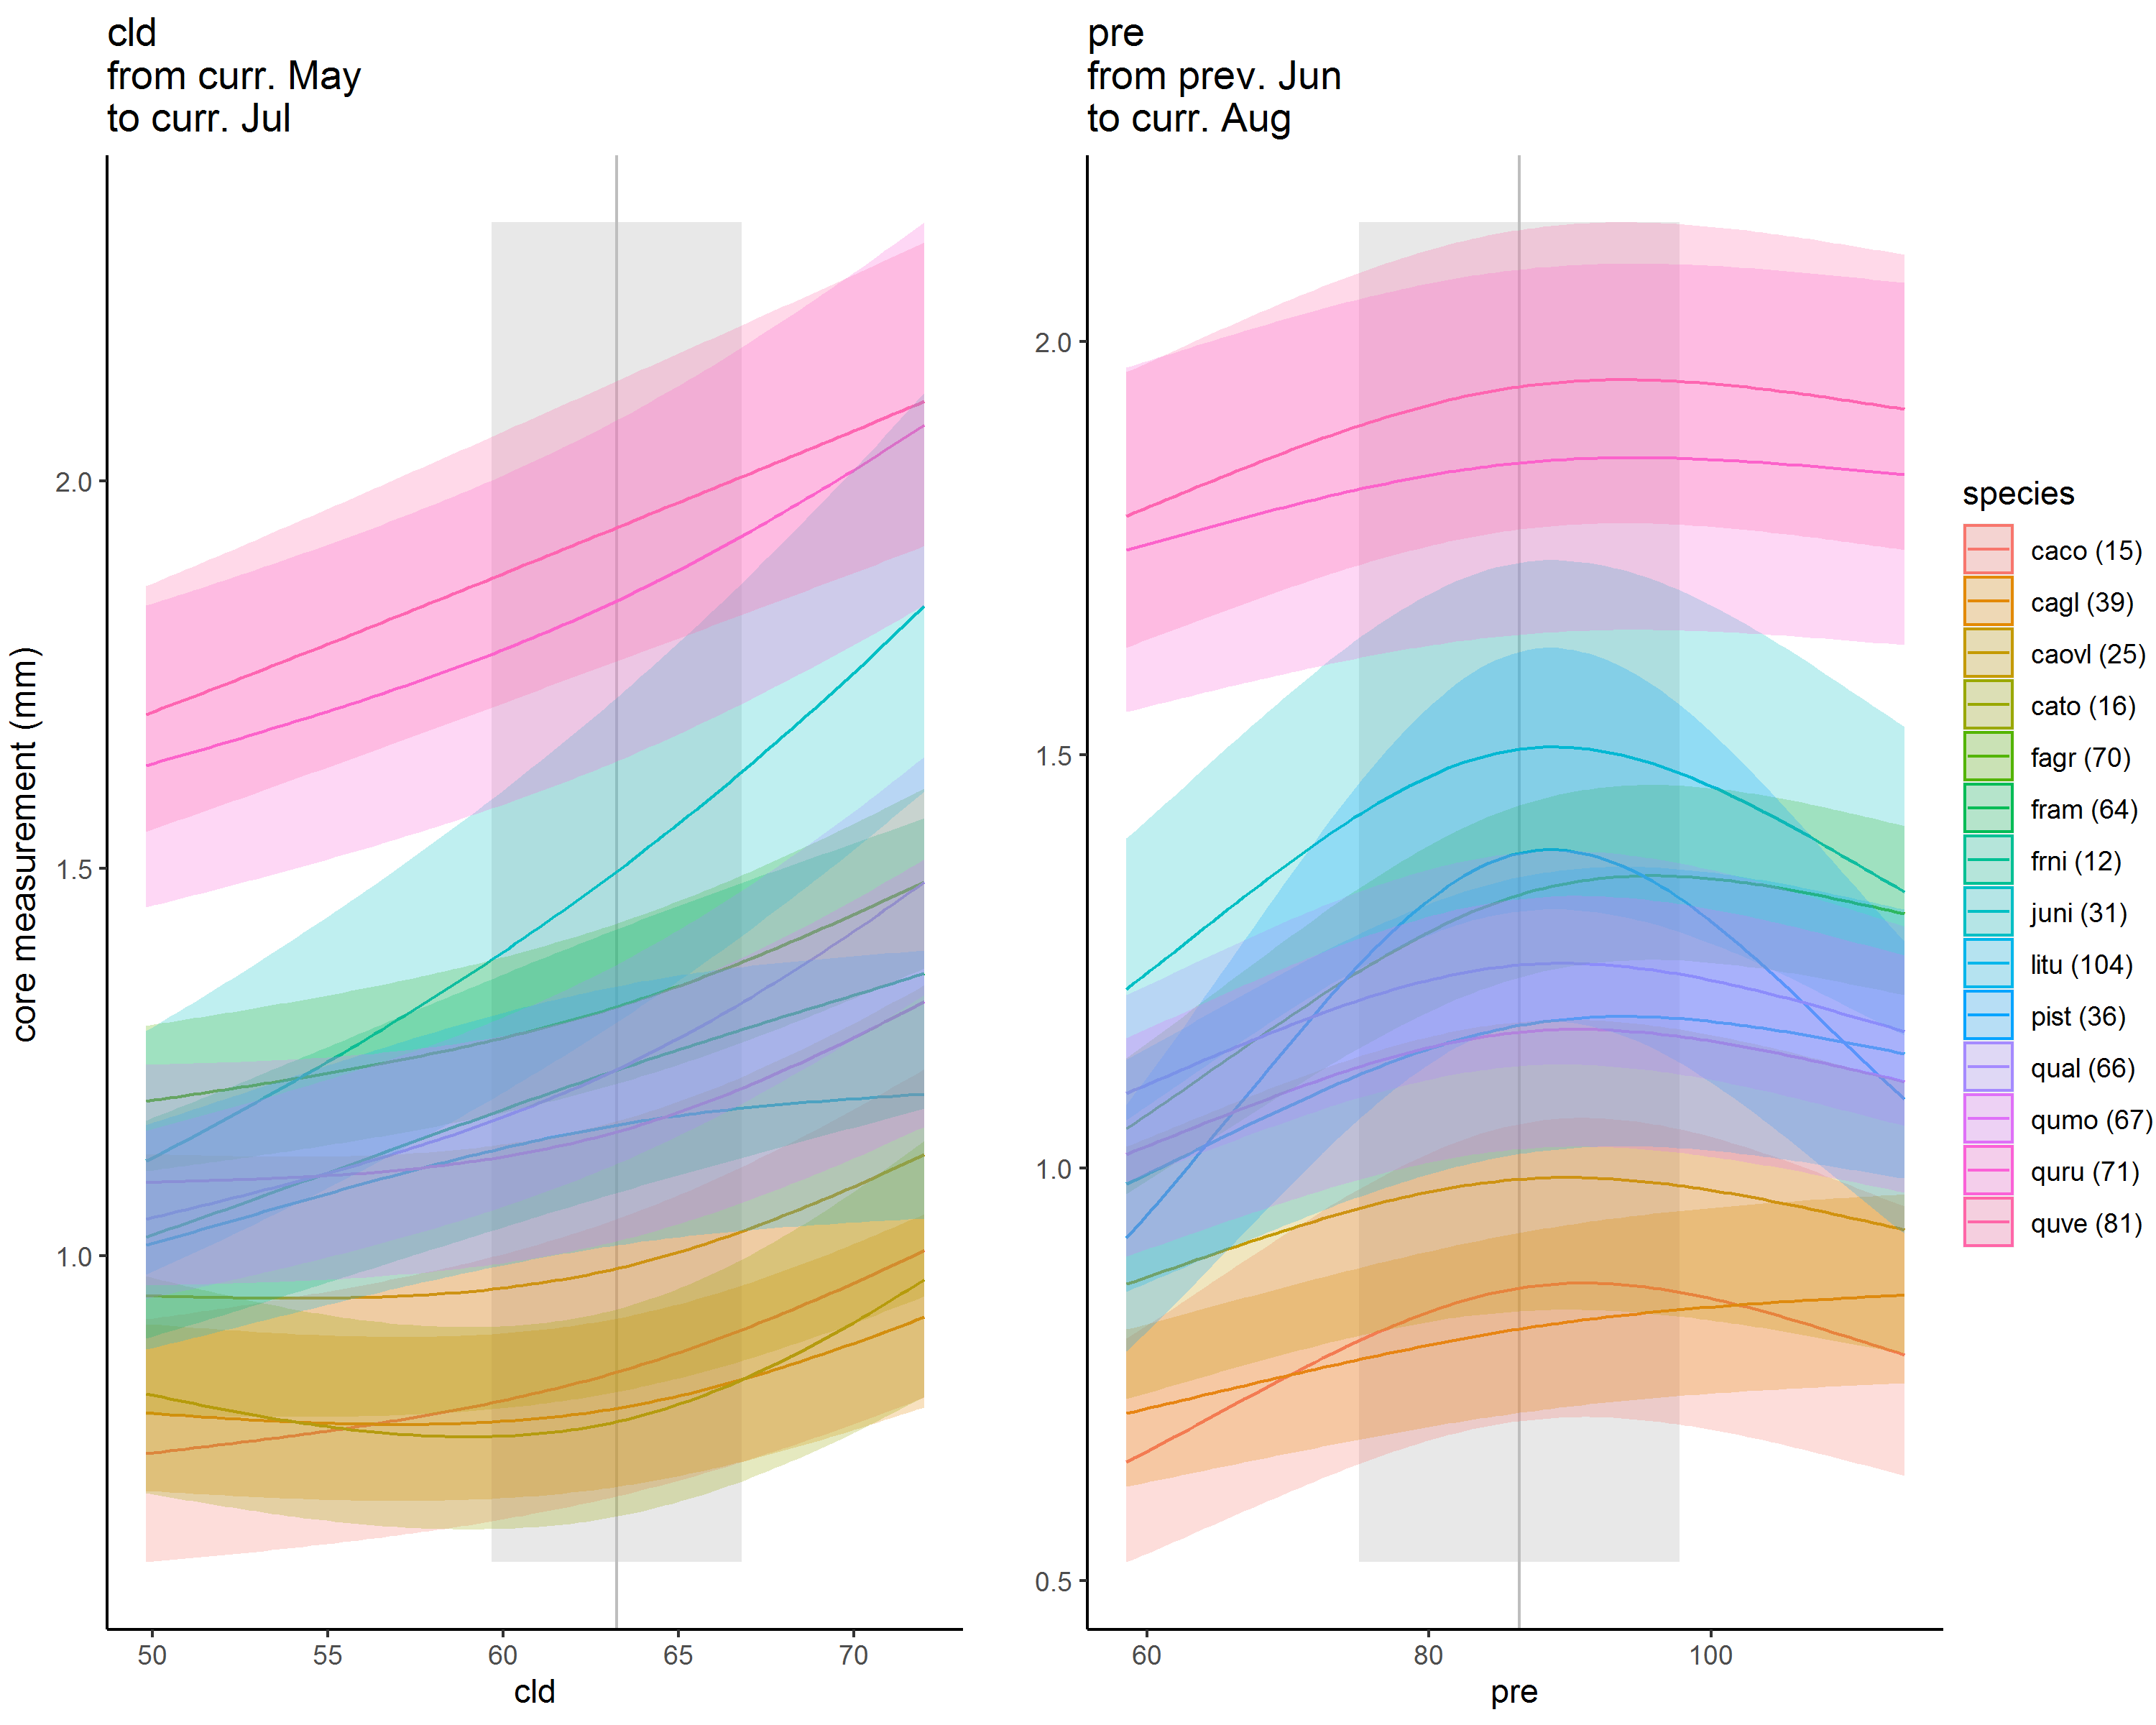 cld
from curr. May
to curr. Jul
pre
from prev. Jun
to curr. Aug
core measurement (mm)
2.0
1.5
1.0
50
55
60
65
70
cld
2.0
1.5
1.0
0.5
60
80
100
pre
species
caco (15)
cagl (39)
caovl (25)
cato (16)
fagr (70)
fram (64)
frni (12)
juni (31)
litu (104)
pist (36)
qual (66)
qumo (67)
quru (71)
quve (81)